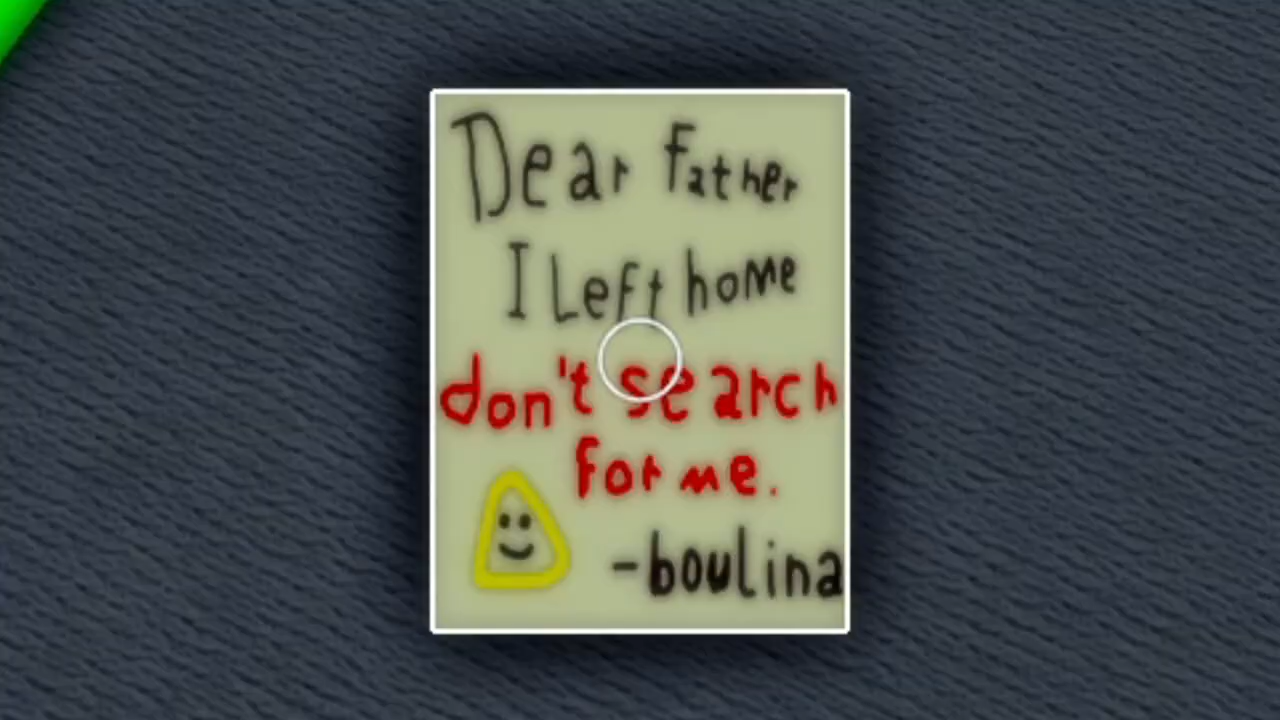 Dear father
I Left home
don't search
for me.
-boulina